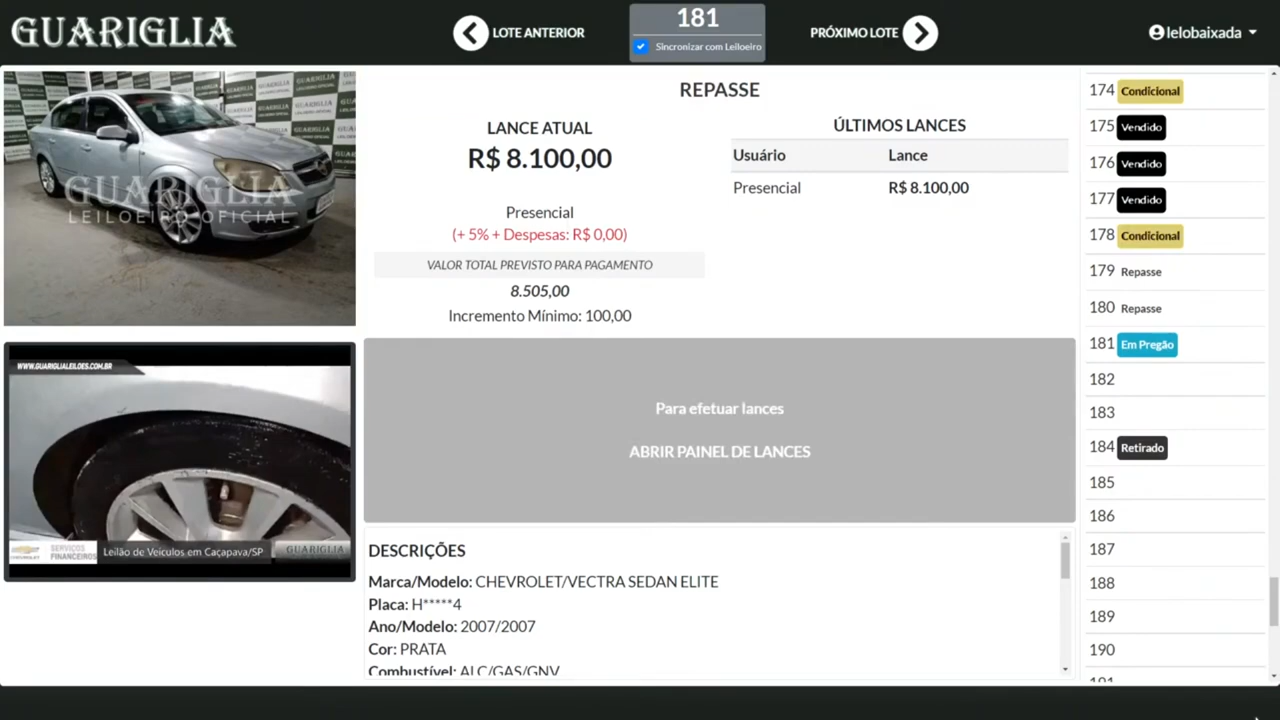 GUARIGLIA
LOTE ANTERIOR
181
Sincronizar com Leiloeiro
PRÓXIMO LOTE
lelobaixada
GUARIGLIA
LEILOEIRO OFICIAL
WWW.GUARIGLIALEILOES.COM.BR
CHEVROLET
SERVIÇOS
FINANCEIROS
Leilão de Veículos em Caçapava/SP
GUARIGLIA
REPASSE
LANCE ATUAL
R$ 8.100,00
Presencial
(+ 5% + Despesas: R$ 0,00)
VALOR TOTAL PREVISTO PARA PAGAMENTO
8.505,00
Incremento Mínimo: 100,00
ÚLTIMOS LANCES
Usuário Lance
Presencial R$ 8.100,00
Para efetuar lances
ABRIR PAINEL DE LANCES
DESCRIÇÕES
Marca/Modelo: CHEVROLET/VECTRA SEDAN ELITE
Placa: H*****4
Ano/Modelo: 2007/2007
Cor: PRATA
Combustível: ALC/GAS/GNV
174 Condicional
175 Vendido
176 Vendido
177 Vendido
178 Condicional
179 Repasse
180 Repasse
181 Em Pregão
182
183
184 Retirado
185
186
187
188
189
190
191